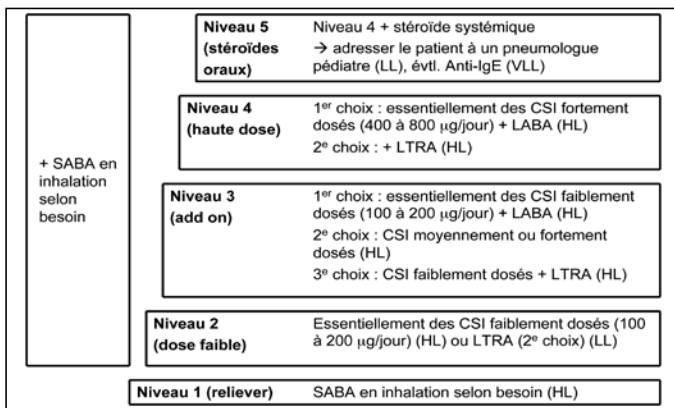 Niveau 5 Niveau 4 + stéroïde systémique
(stéroïdes → adresser le patient à un pneumologue
oraux) pédiatre (LL), évtl. Anti-IgE (VLL)
Niveau 4 1er choix : essentiellement des CSI fortement
(haute dose) dosés (400 à 800 µg/jour) + LABA (HL)
2e choix : + LTRA (HL)
+ SABA en
inhalation
selon
besoin
Niveau 3 1er choix : essentiellement des CSI faiblement
(add on) dosés (100 à 200 µg/jour) + LABA (HL)
2e choix : CSI moyennement ou fortement
dosés (HL)
3e choix : CSI faiblement dosés + LTRA (HL)
Niveau 2 Essentiellement des CSI faiblement dosés (100
(dose faible) à 200 µg/jour) (HL) ou LTRA (2e choix) (LL)
Niveau 1 (reliever) SABA en inhalation selon besoin (HL)